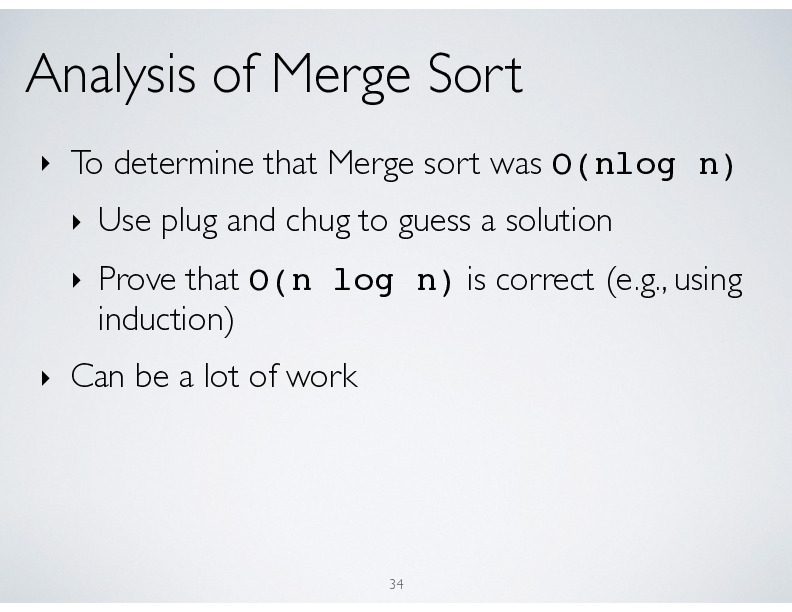 Analysis of Merge Sort
‣ To determine that Merge sort was O(nlog n)
‣ Use plug and chug to guess a solution
‣ Prove that O(n log n) is correct (e.g., using
induction)
‣ Can be a lot of work
34